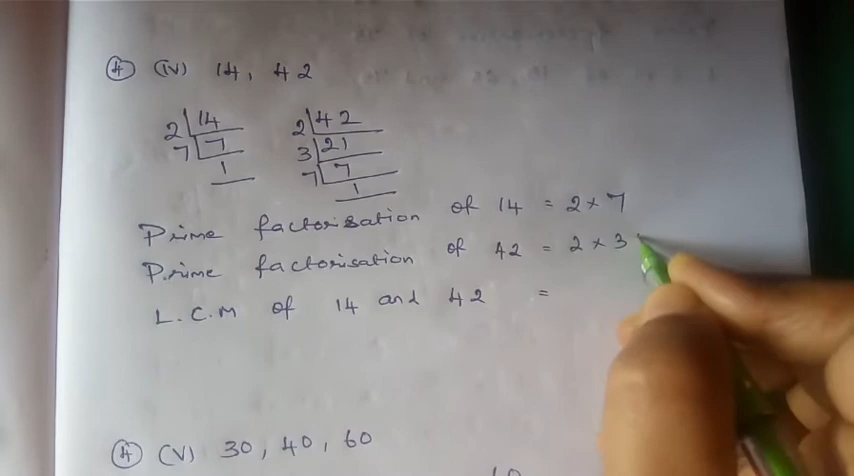 4 (iv) 14, 42
2 14 2 42
7 7 3 21
1 7 7
1
Prime factorisation of 14 = 2 × 7
Prime factorisation of 42 = 2 × 3
L.C.M of 14 and 42 =
4 (v) 30, 40, 60